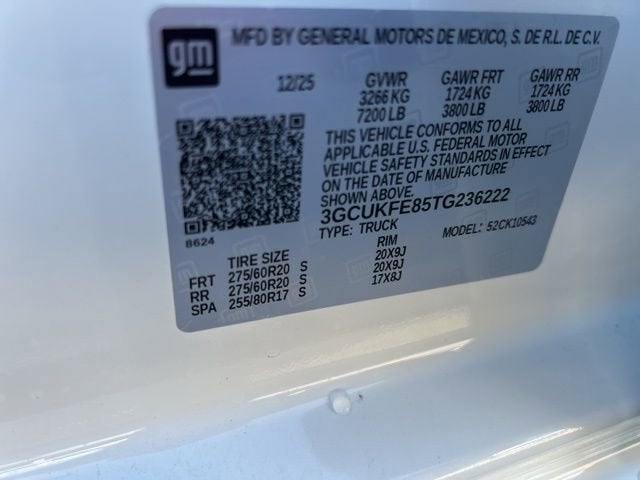 gm
MFD BY GENERAL MOTORS DE MEXICO, S. DE R.L. DE C.V.
12/25 GVWR GAWR FRT GAWR RR
3266 KG 1724 KG 1724 KG
7200 LB 3800 LB 3800 LB
THIS VEHICLE CONFORMS TO ALL
APPLICABLE U.S. FEDERAL MOTOR
VEHICLE SAFETY STANDARDS IN EFFECT
ON THE DATE OF MANUFACTURE
SHOWN ABOVE.
3GCUKFE85TG236222
TYPE: TRUCK MODEL: 52CK10543
8624
TIRE SIZE RIM
FRT 275/60R20 S 20X9J
RR 275/60R20 S 20X9J
SPA 255/80R17 S 17X8J